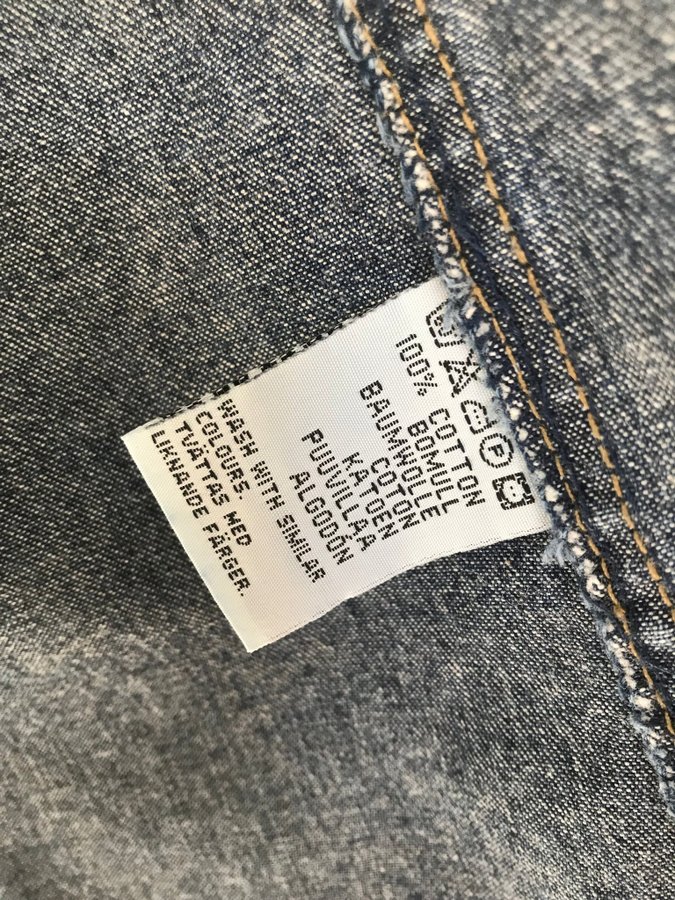 100% COTTON
BOMULL
BAUMWOLLE
COTON
KATOEN
PUUVILLAA
ALGODÓN
WASH WITH SIMILAR
COLOURS.
TVÄTTAS MED
LIKNANDE FÄRGER.